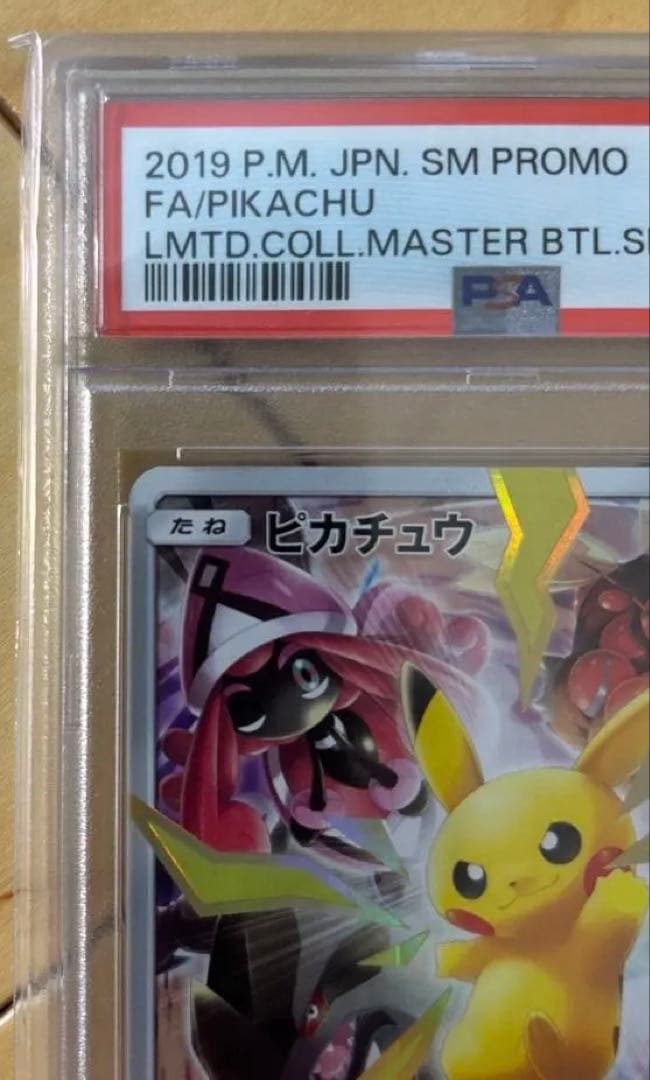 2019 P.M. JPN. SM PROMO
FA/PIKACHU
LMTD.COLL.MASTER BTL.S
PSA
たね ピカチュウ